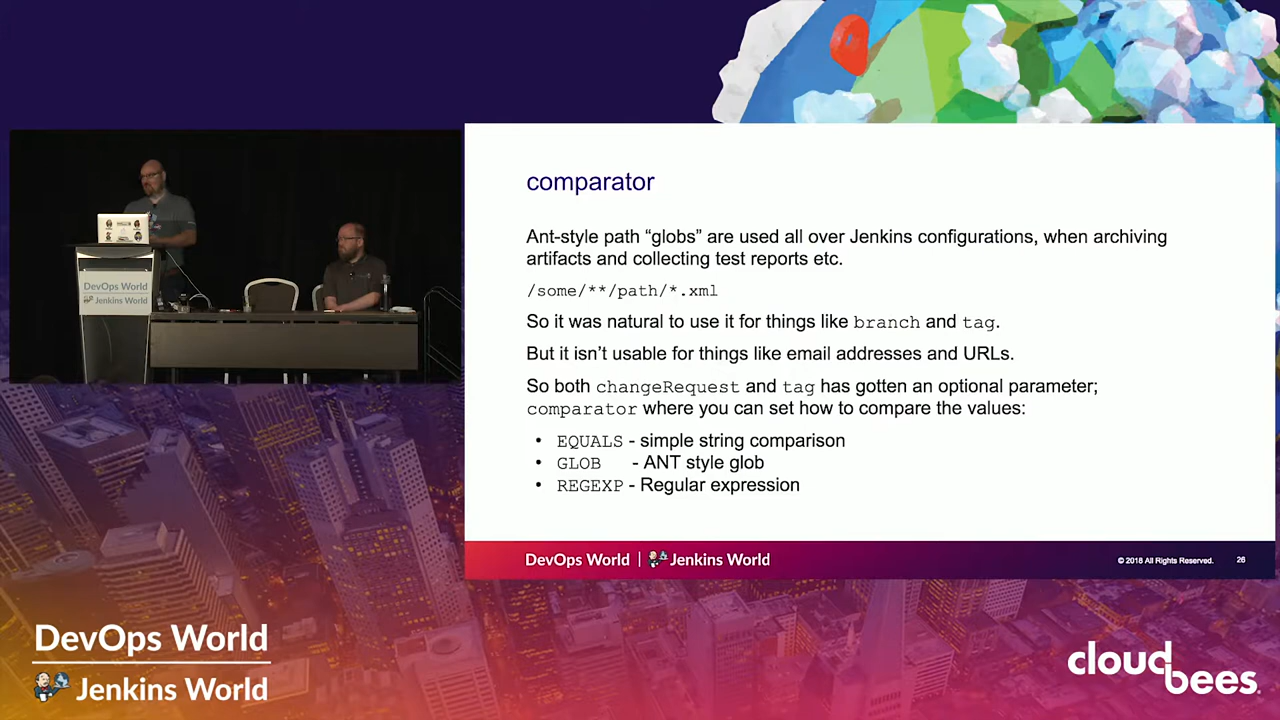 comparator
Ant-style path “globs” are used all over Jenkins configurations, when archiving
artifacts and collecting test reports etc.
/some/**/path/*.xml
So it was natural to use it for things like branch and tag.
But it isn’t usable for things like email addresses and URLs.
So both changeRequest and tag has gotten an optional parameter;
comparator where you can set how to compare the values:
• EQUALS - simple string comparison
• GLOB - ANT style glob
• REGEXP - Regular expression
DevOps World | Jenkins World
© 2018 All Rights Reserved. 26
DevOps World
Jenkins World
DevOps World
Jenkins World
cloudbees.